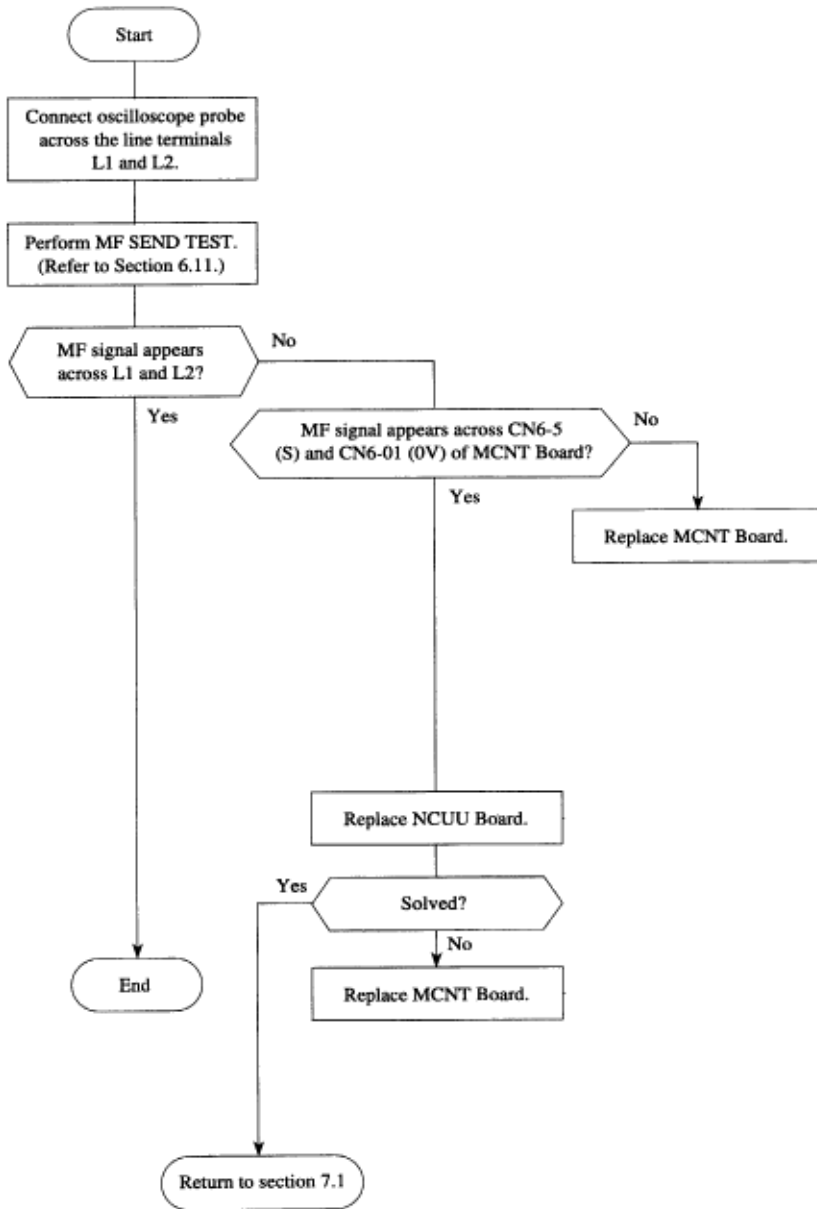 Start
Connect oscilloscope probe
across the line terminals
L1 and L2.
Perform MF SEND TEST.
(Refer to Section 6.11.)
MF signal appears
across L1 and L2?
No
Yes
MF signal appears across CN6-5
(S) and CN6-01 (0V) of MCNT Board?
No
Yes
Replace MCNT Board.
Replace NCUU Board.
Yes
Solved?
No
End
Replace MCNT Board.
Return to section 7.1